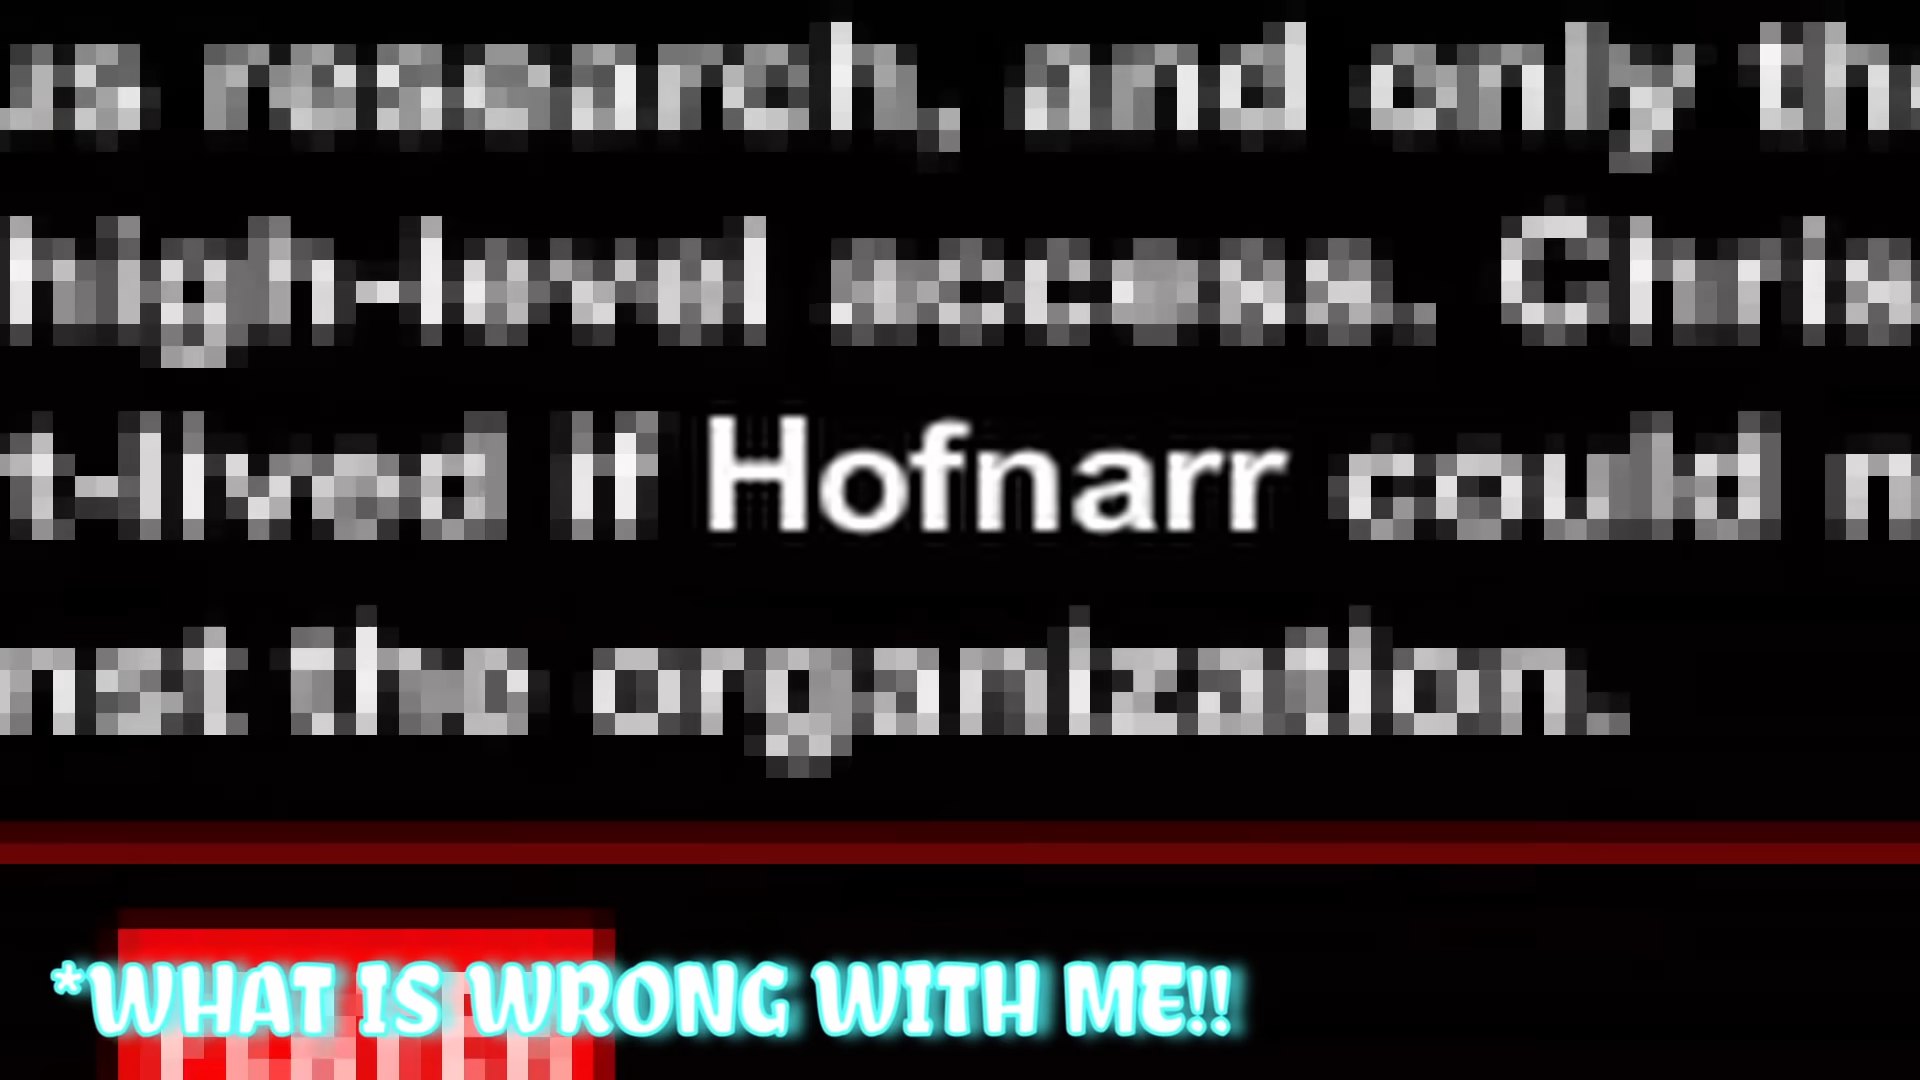 us research, and only the
high-level access. Chris
t-lived if Hofnarr could n
nst the organization.
*WHAT IS WRONG WITH ME!!